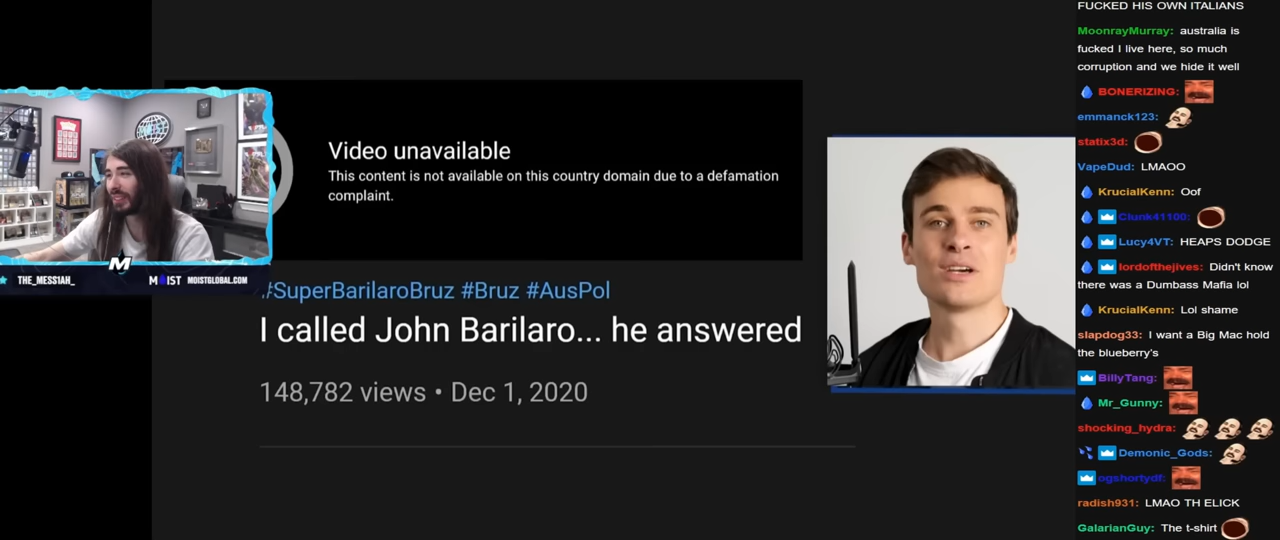 Video unavailable
This content is not available on this country domain due to a defamation
complaint.
THE_MESS1AH_
MOIST MOISTGLOBAL.COM
#SuperBarilaroBruz #Bruz #AusPol
I called John Barilaro... he answered
148,782 views • Dec 1, 2020
FUCKED HIS OWN ITALIANS
MoonrayMurray: australia is
fucked I live here, so much
corruption and we hide it well
BONERIZING:
emmanck123:
statix3d:
VapeDud: LMAOO
KrucialKenn: Oof
Clunk41100:
Lucy4VT: HEAPS DODGE
lordofthejives: Didn't know
there was a Dumbass Mafia lol
KrucialKenn: Lol shame
slapdog33: I want a Big Mac hold
the blueberry's
BillyTang:
Mr_Gunny:
shocking_hydra:
Demonic_Gods:
ogshortydf:
radish931: LMAO TH ELICK
GalarianGuy: The t-shirt